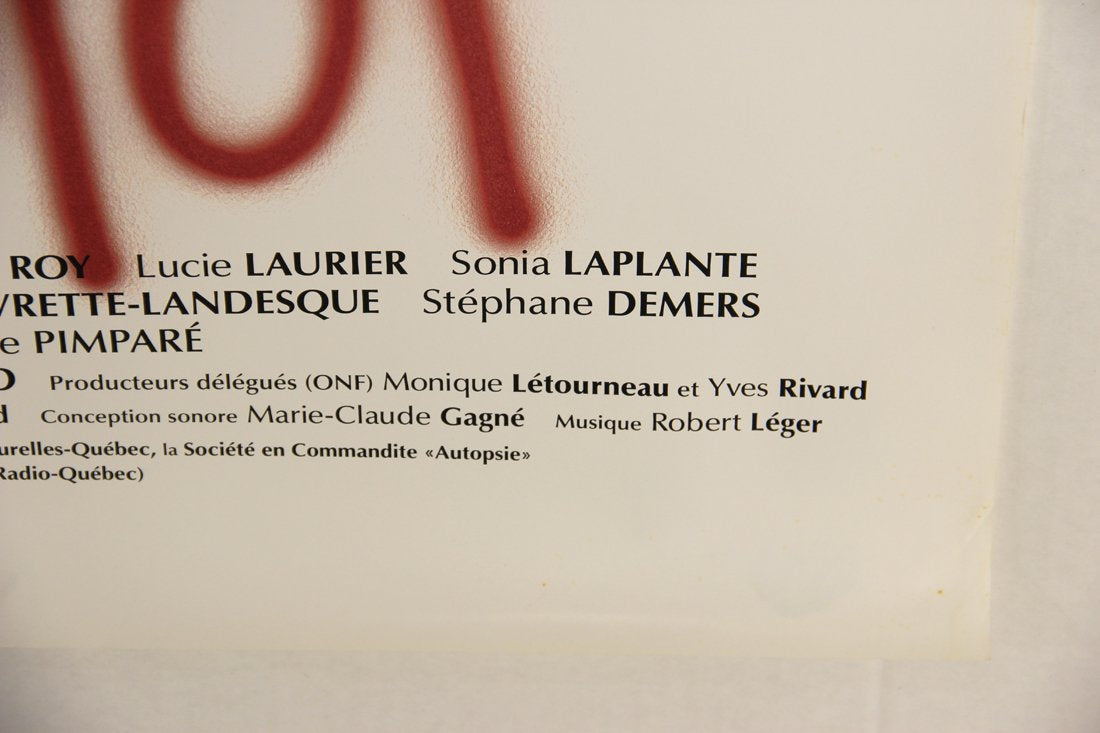 ROY Lucie LAURIER Sonia LAPLANTE
VRETTE-LANDESQUE Stéphane DEMERS
e PIMPARÉ
Producteurs délégués (ONF) Monique Létourneau et Yves Rivard
d Conception sonore Marie-Claude Gagné Musique Robert Léger
urelles-Québec, la Société en Commandite «Autopsie»
Radio-Québec)